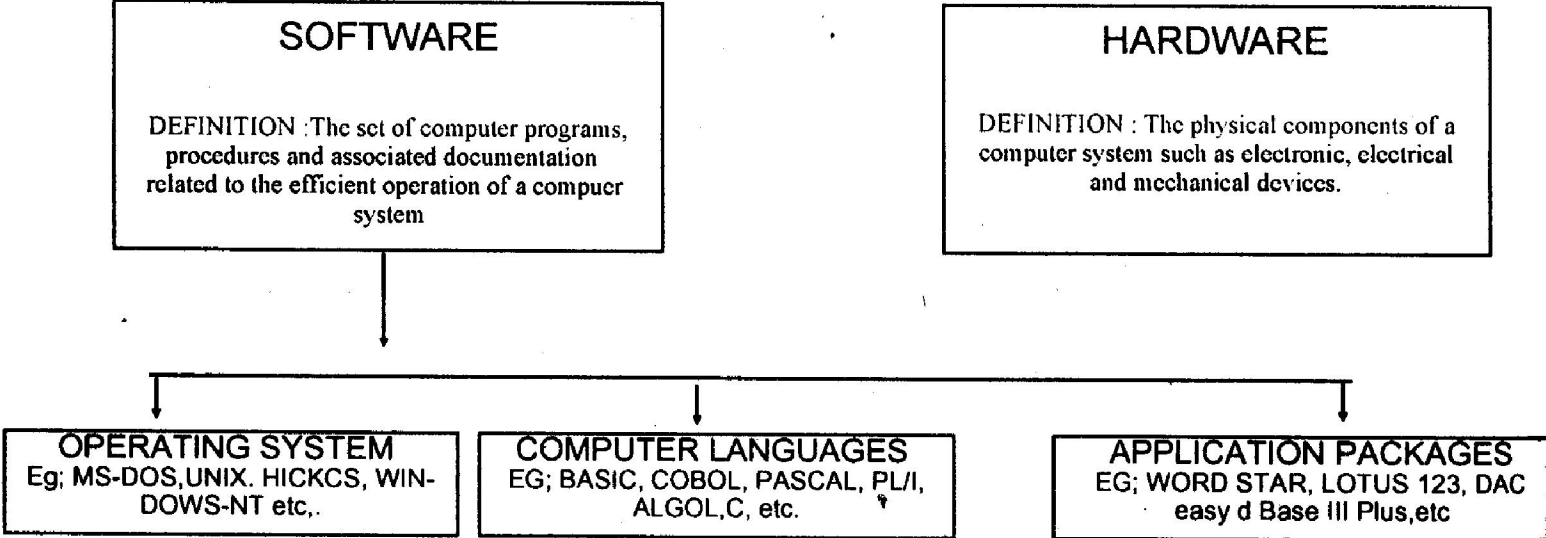 SOFTWARE
DEFINITION :The set of computer programs,
procedures and associated documentation
related to the efficient operation of a compuer
system
HARDWARE
DEFINITION : The physical components of a
computer system such as electronic, electrical
and mechanical devices.
OPERATING SYSTEM
Eg; MS-DOS,UNIX. HICKCS, WIN-
DOWS-NT etc,.
COMPUTER LANGUAGES
EG; BASIC, COBOL, PASCAL, PL/I,
ALGOL,C, etc.
APPLICATION PACKAGES
EG; WORD STAR, LOTUS 123, DAC
easy d Base III Plus,etc